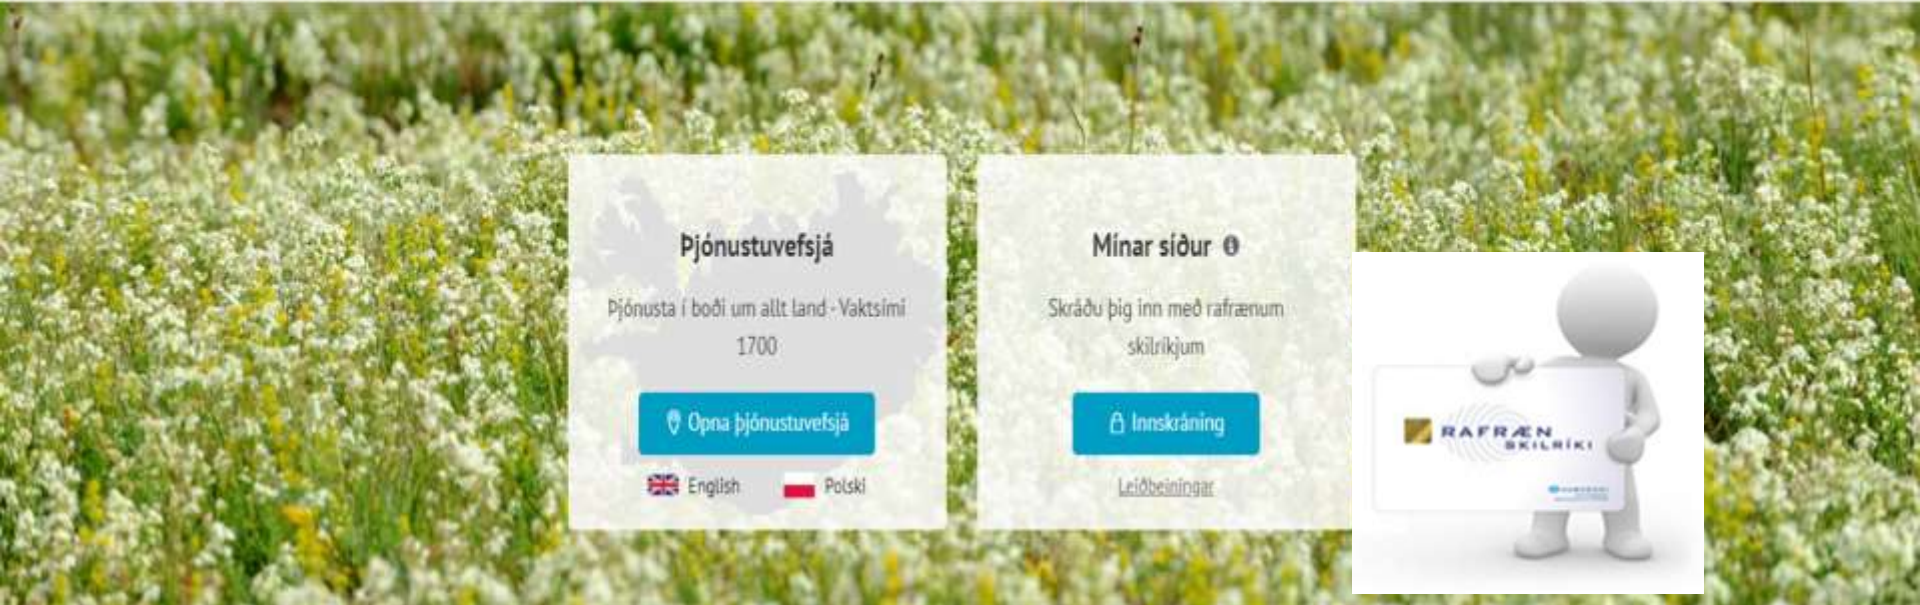 Þjónustuvefsjá
Þjónusta í boði um allt land - Vaktsími
1700
Opna þjónustuvefsjá
English Polski
Mínar síður
Skráðu þig inn með rafrænum
skilríkjum
Innskráning
Leiðbeiningar
RAFRÆN
SKILRÍKI